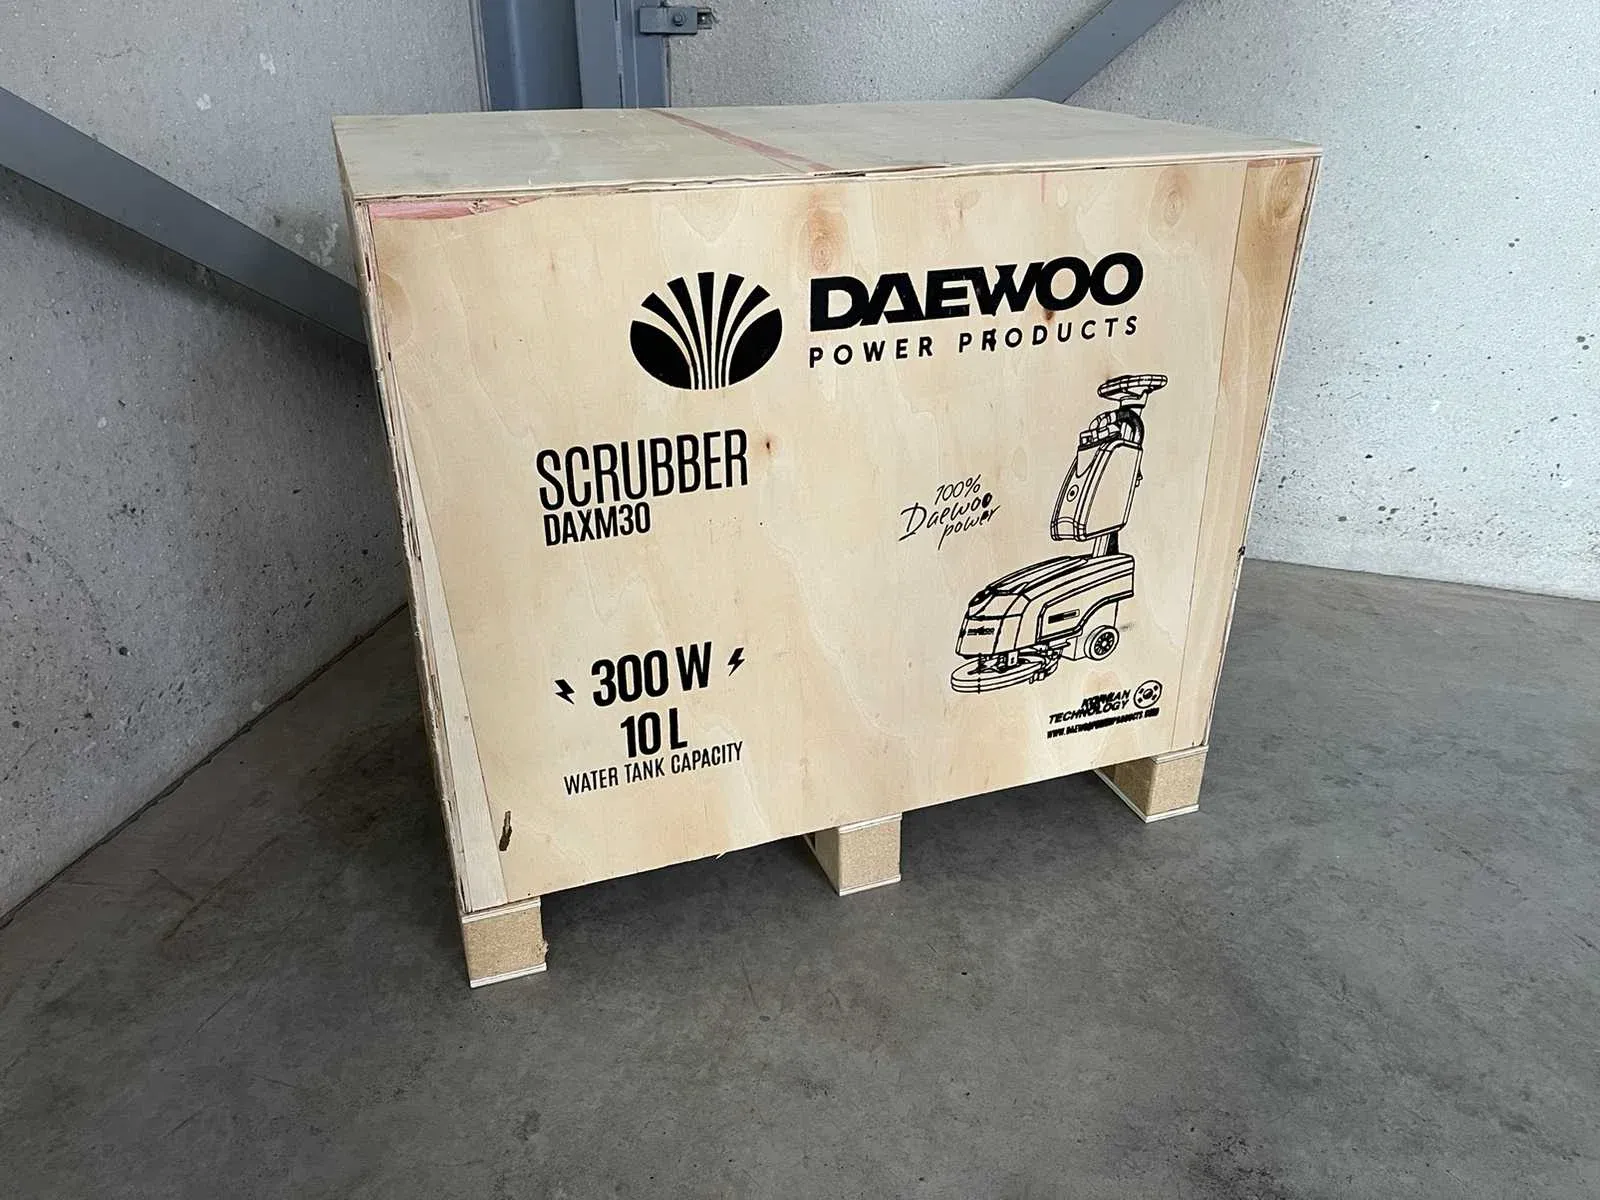 DAEWOO
POWER PRODUCTS
SCRUBBER
DAXM30
100%
Daewoo
power
300 W
10 L
WATER TANK CAPACITY
KOREAN
TECHNOLOGY